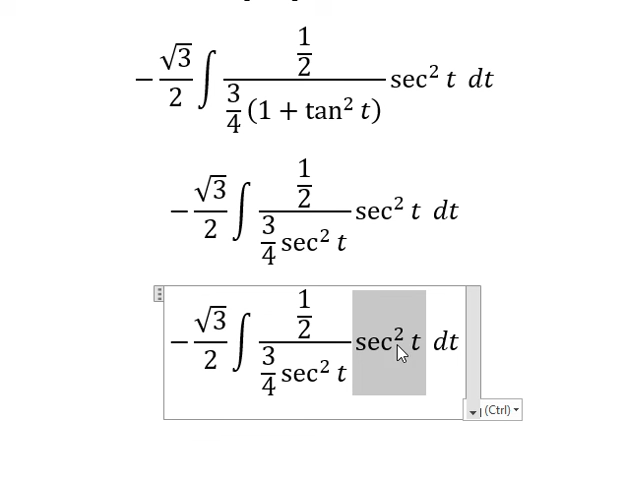 −√3/2 ∫ (1/2)/(3/4 (1 + tan² t)) sec² t dt
−√3/2 ∫ (1/2)/(3/4 sec² t) sec² t dt
−√3/2 ∫ (1/2)/(3/4 sec² t) sec² t dt
(Ctrl)